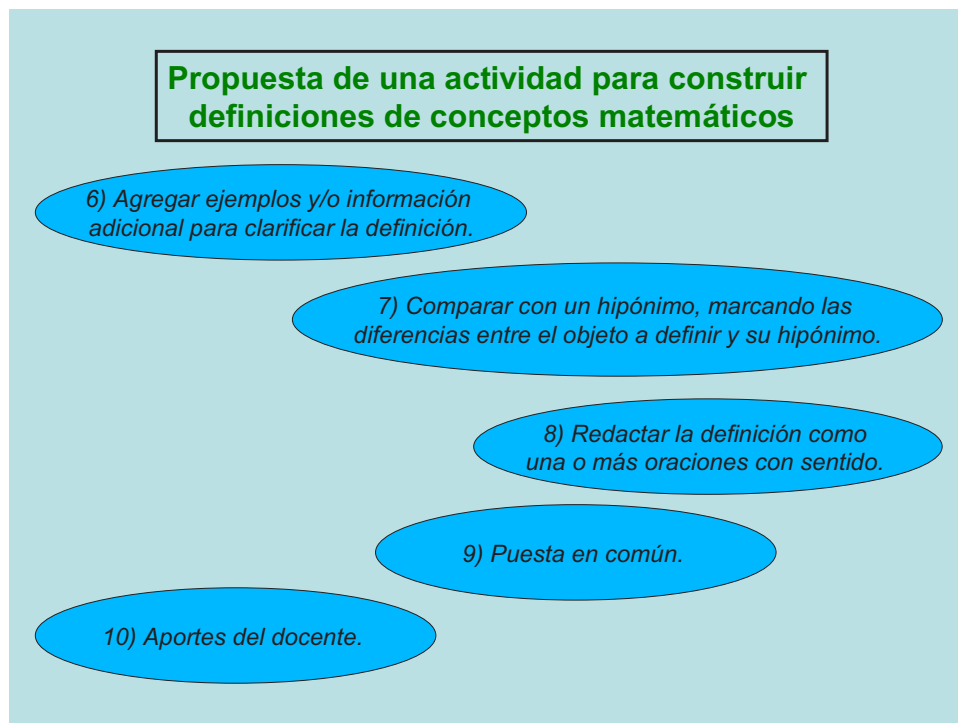 Propuesta de una actividad para construir
definiciones de conceptos matemáticos
6) Agregar ejemplos y/o información
adicional para clarificar la definición.
7) Comparar con un hipónimo, marcando las
diferencias entre el objeto a definir y su hipónimo.
8) Redactar la definición como
una o más oraciones con sentido.
9) Puesta en común.
10) Aportes del docente.